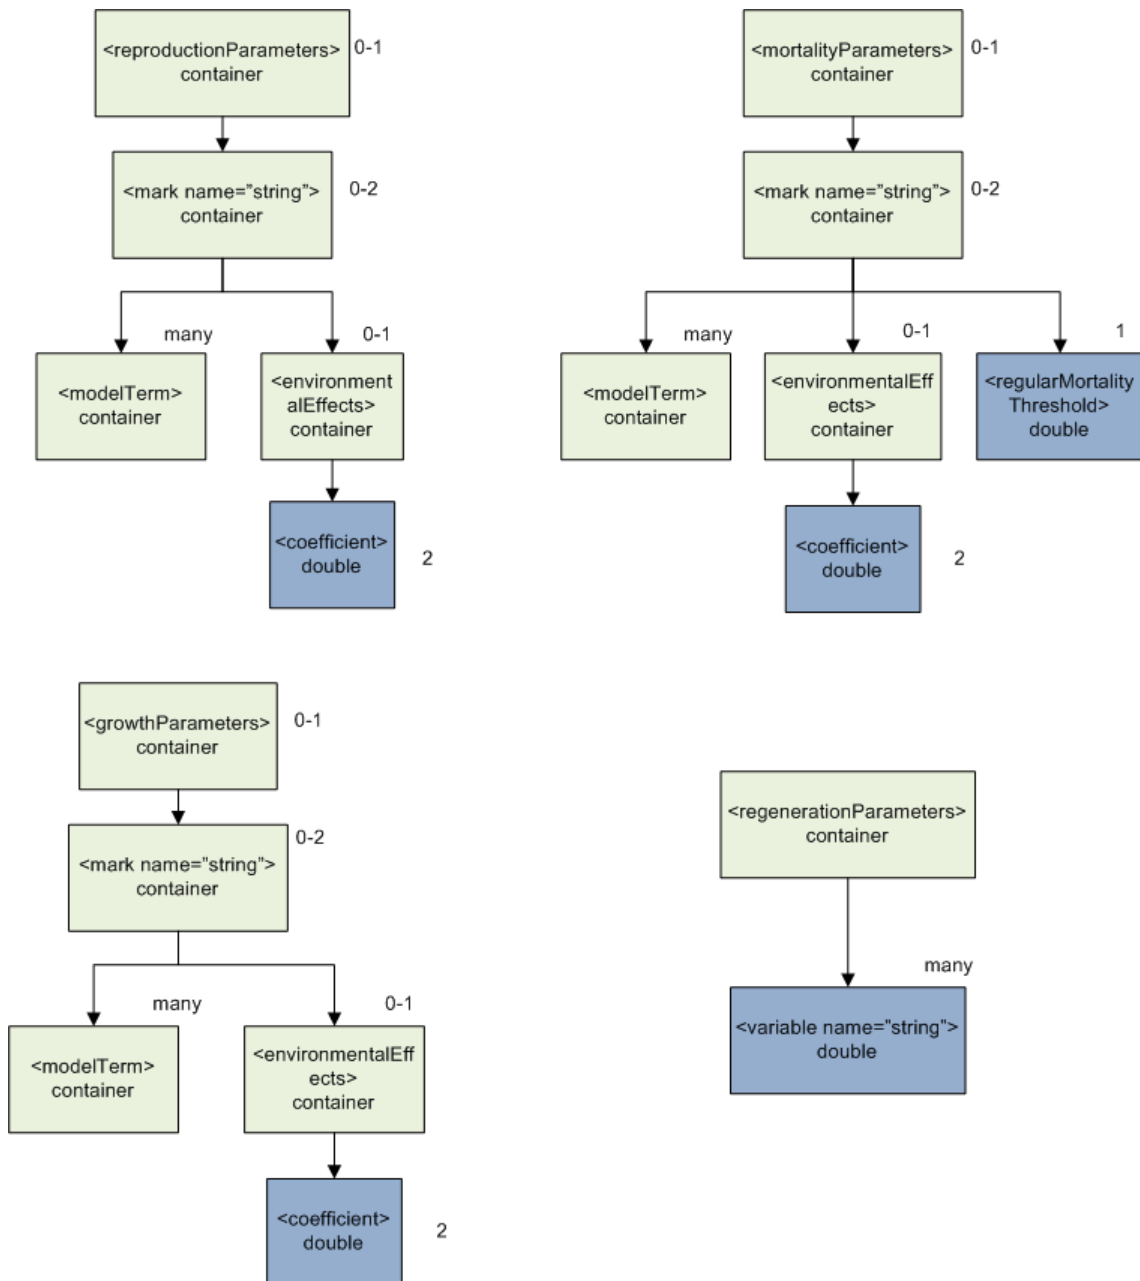 <reproductionParameters>
container
0-1
<mark name=”string”>
container
0-2
many
<modelTerm>
container
0-1
<environment
alEffects>
container
<coefficient>
double
2
<mortalityParameters>
container
0-1
<mark name=”string”>
container
0-2
many
<modelTerm>
container
0-1
<environmentalEff
ects>
container
1
<regularMortality
Threshold>
double
<coefficient>
double
2
<growthParameters>
container
0-1
<mark name=”string”>
container
0-2
many
<modelTerm>
container
0-1
<environmentalEff
ects>
container
<coefficient>
double
2
<regenerationParameters>
container
many
<variable name=”string”>
double